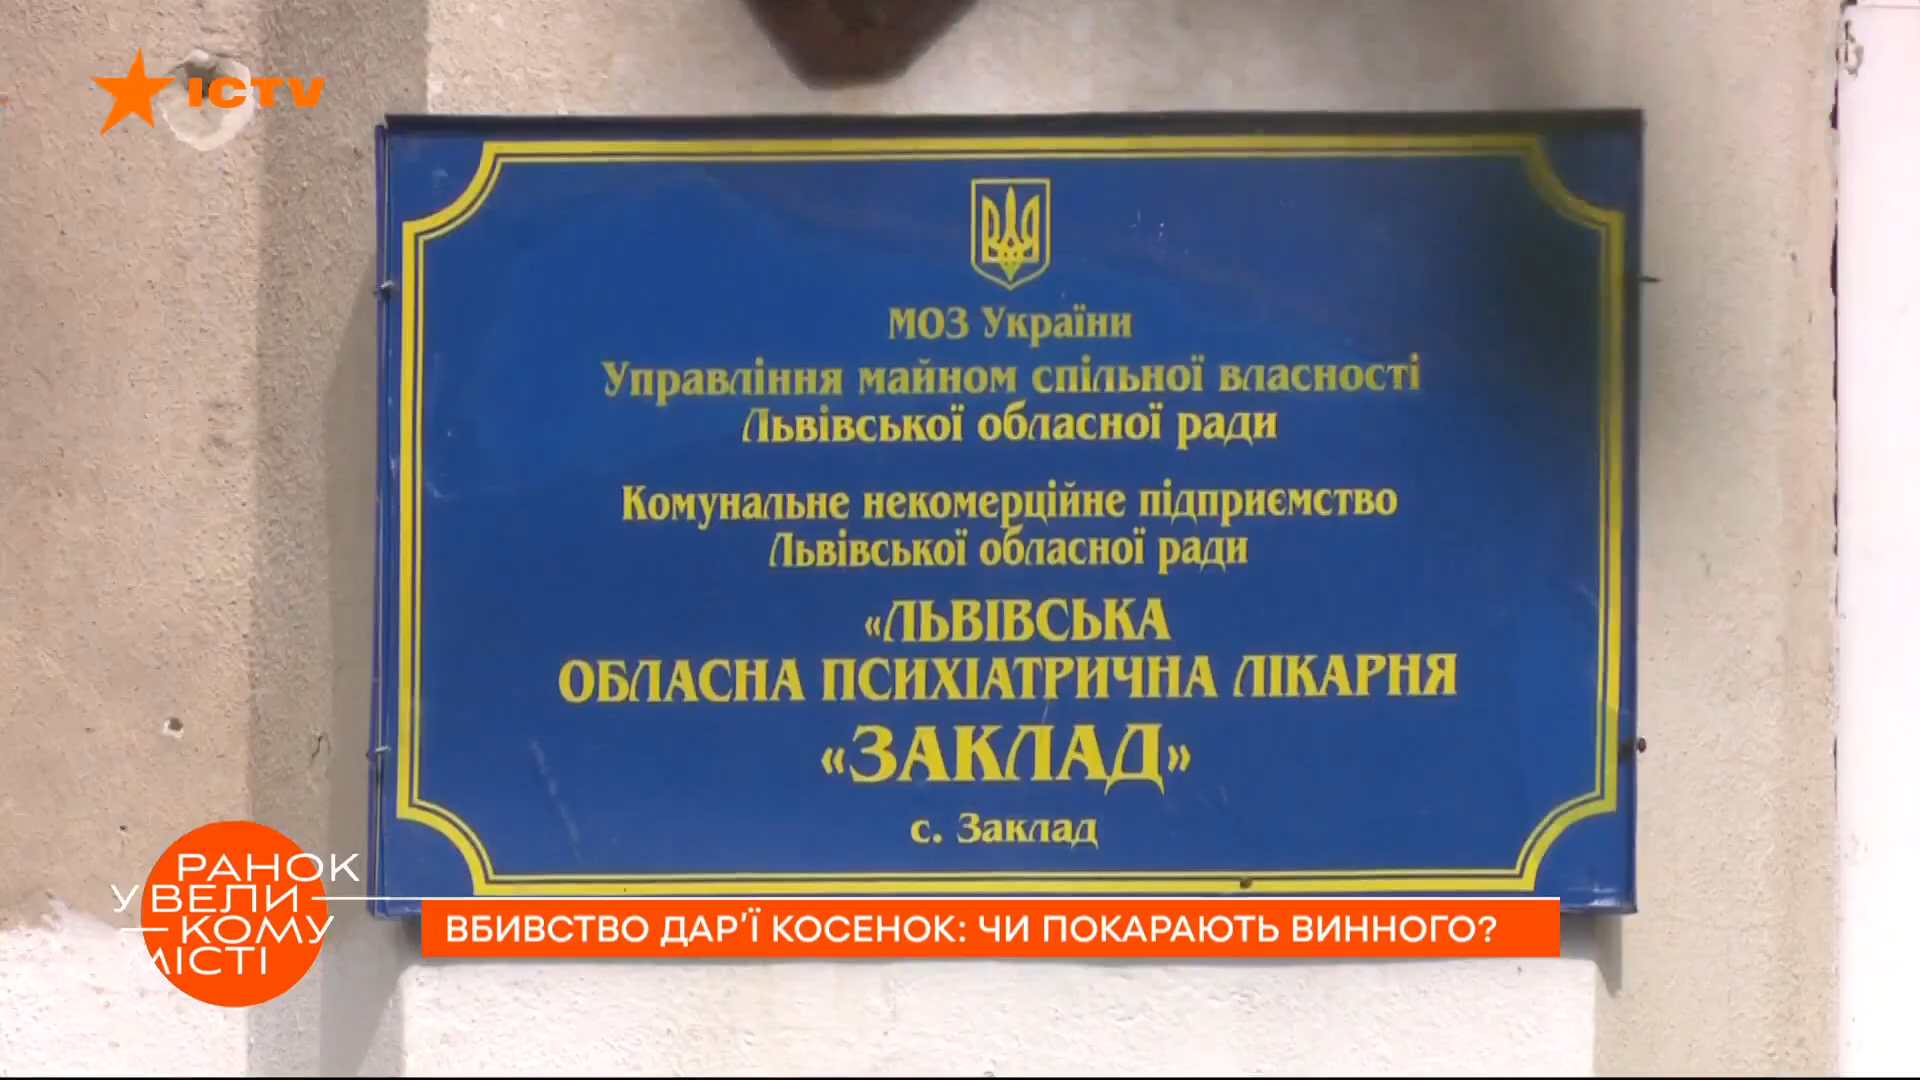 ICTV
МОЗ України
Управління майном спільної власності
Львівської обласної ради
Комунальне некомерційне підприємство
Львівської обласної ради
«ЛЬВІВСЬКА
ОБЛАСНА ПСИХІАТРИЧНА ЛІКАРНЯ
«ЗАКЛАД»
с. Заклад
РАНОК
У ВЕЛИ
КОМУ
МІСТІ
ВБИВСТВО ДАР'Ї КОСЕНОК: ЧИ ПОКАРАЮТЬ ВИННОГО?